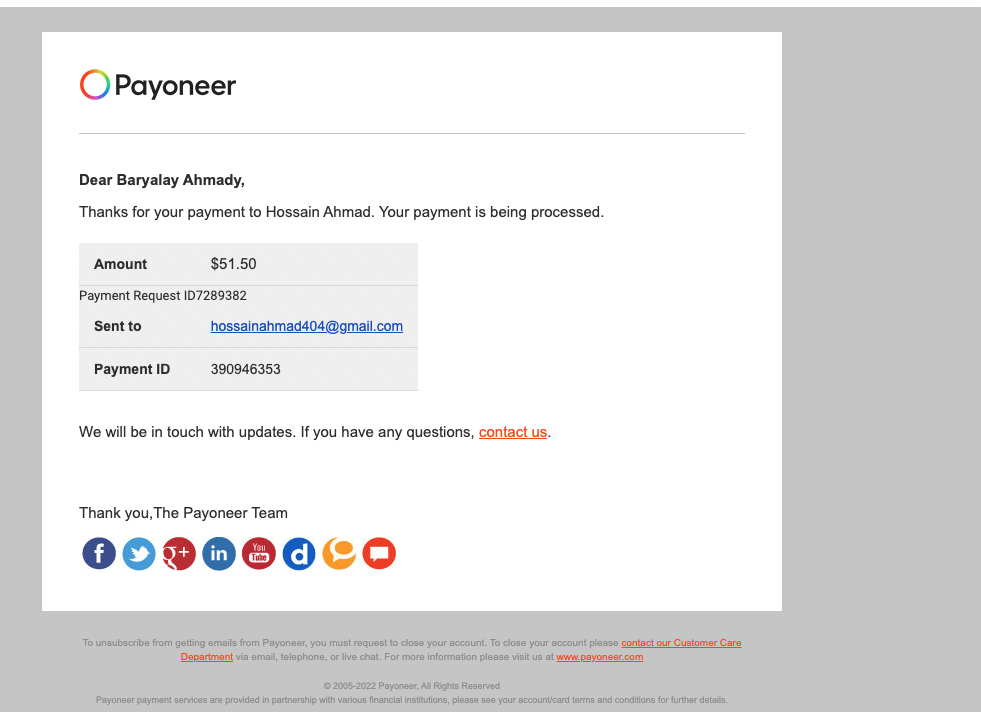 Payoneer
Dear Baryalay Ahmady,
Thanks for your payment to Hossain Ahmad. Your payment is being processed.
Amount $51.50
Payment Request ID7289382
Sent to hossainahmad404@gmail.com
Payment ID 390946353
We will be in touch with updates. If you have any questions, contact us.
Thank you,The Payoneer Team
f g+ in You Tube d
To unsubscribe from getting emails from Payoneer, you must request to close your account. To close your account please contact our Customer Care
Department via email, telephone, or live chat. For more information please visit us at www.payoneer.com
© 2005-2022 Payoneer, All Rights Reserved
Payoneer payment services are provided in partnership with various financial institutions, please see your account/card terms and conditions for further details.